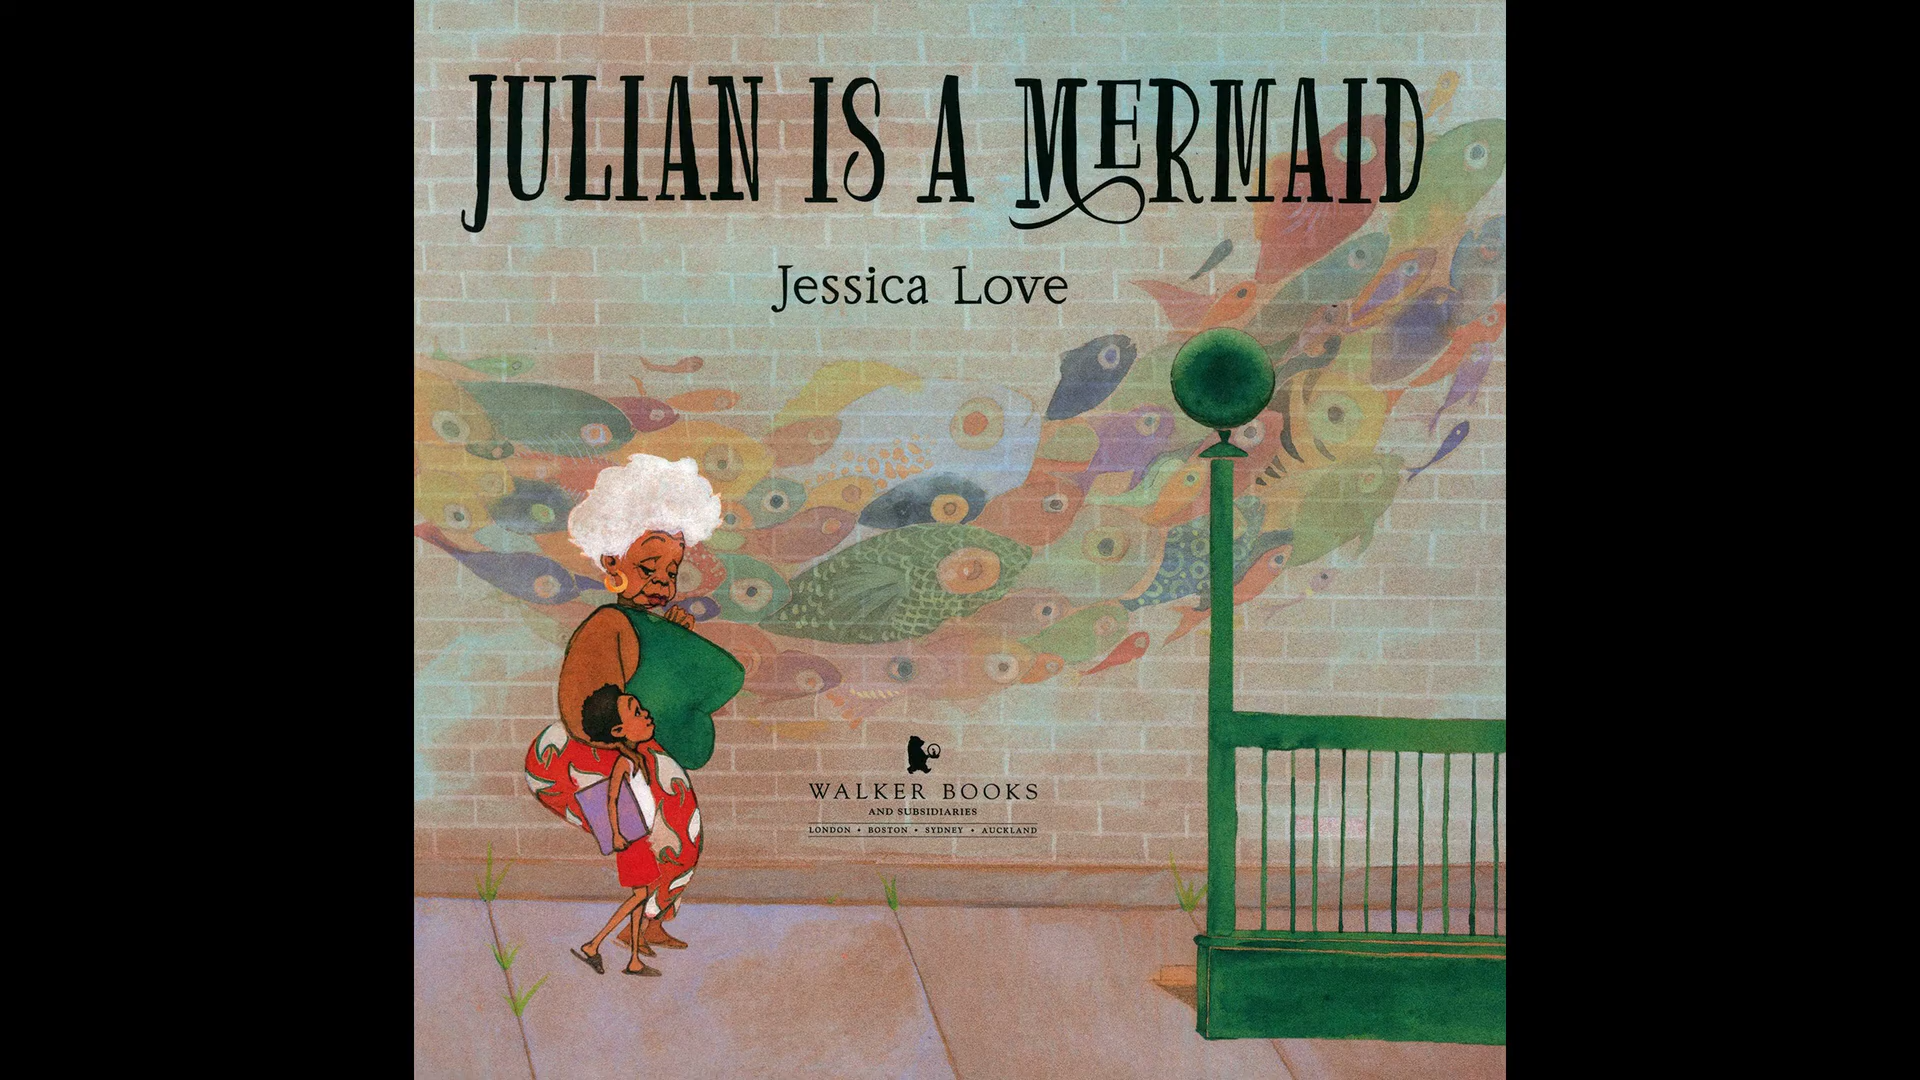 JULIAN IS A MERMAID
Jessica Love
WALKER BOOKS
AND SUBSIDIARIES
LONDON • BOSTON • SYDNEY • AUCKLAND